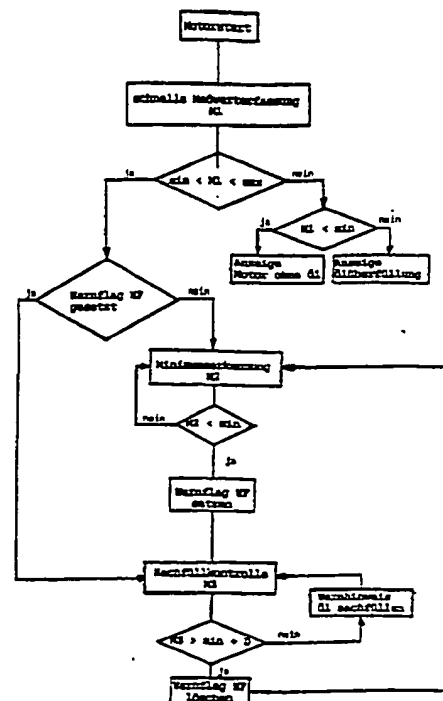 Motorstart
schnelle Meßwerterfassung
M1
min < M1 < max
ja
nein
M1 < min
ja
nein
Anzeige
Motor ohne Öl
Anzeige
Ölüberfüllung
Warnflag WF
gesetzt
ja
nein
Minimumerkennung
M2
M2 < min
nein
ja
Warnflag WF
setzen
Nachfüllkontrolle
M3
Warnhinweis
Öl nachfüllen
M3 > min +
nein
ja
Warnflag WF
löschen